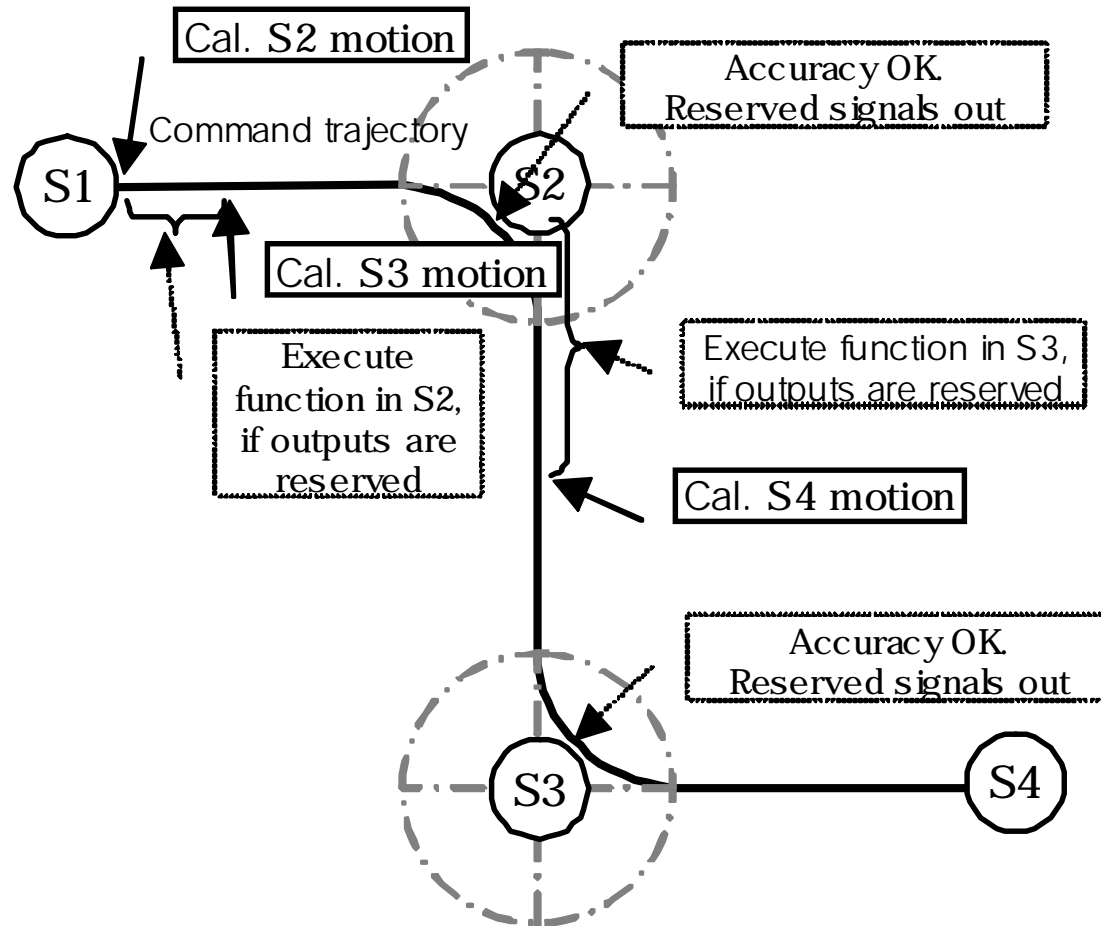 Cal. S2 motion
Accuracy OK.
Reserved signals out
Command trajectory
S1
S2
Cal. S3 motion
Execute
function in S2,
if outputs are
reserved
Execute function in S3,
if outputs are reserved
Cal. S4 motion
Accuracy OK.
Reserved signals out
S3
S4